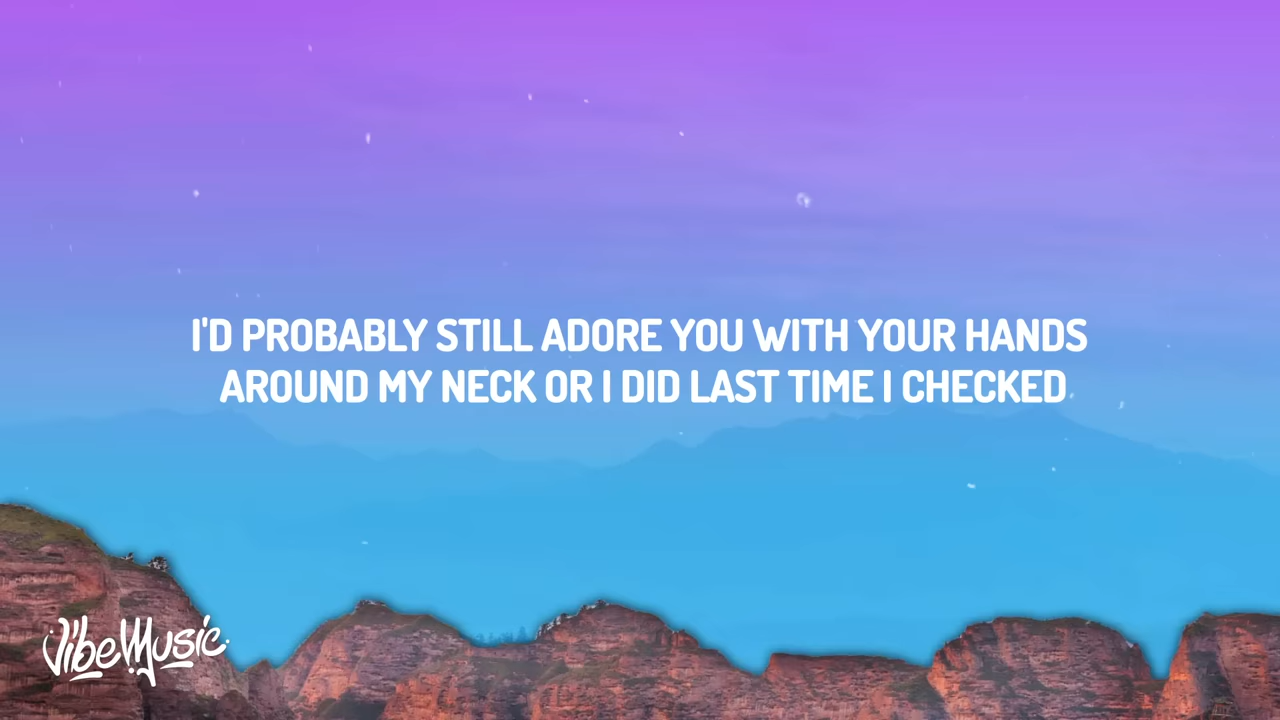 I'D PROBABLY STILL ADORE YOU WITH YOUR HANDS
AROUND MY NECK OR I DID LAST TIME I CHECKED
VibeMusic